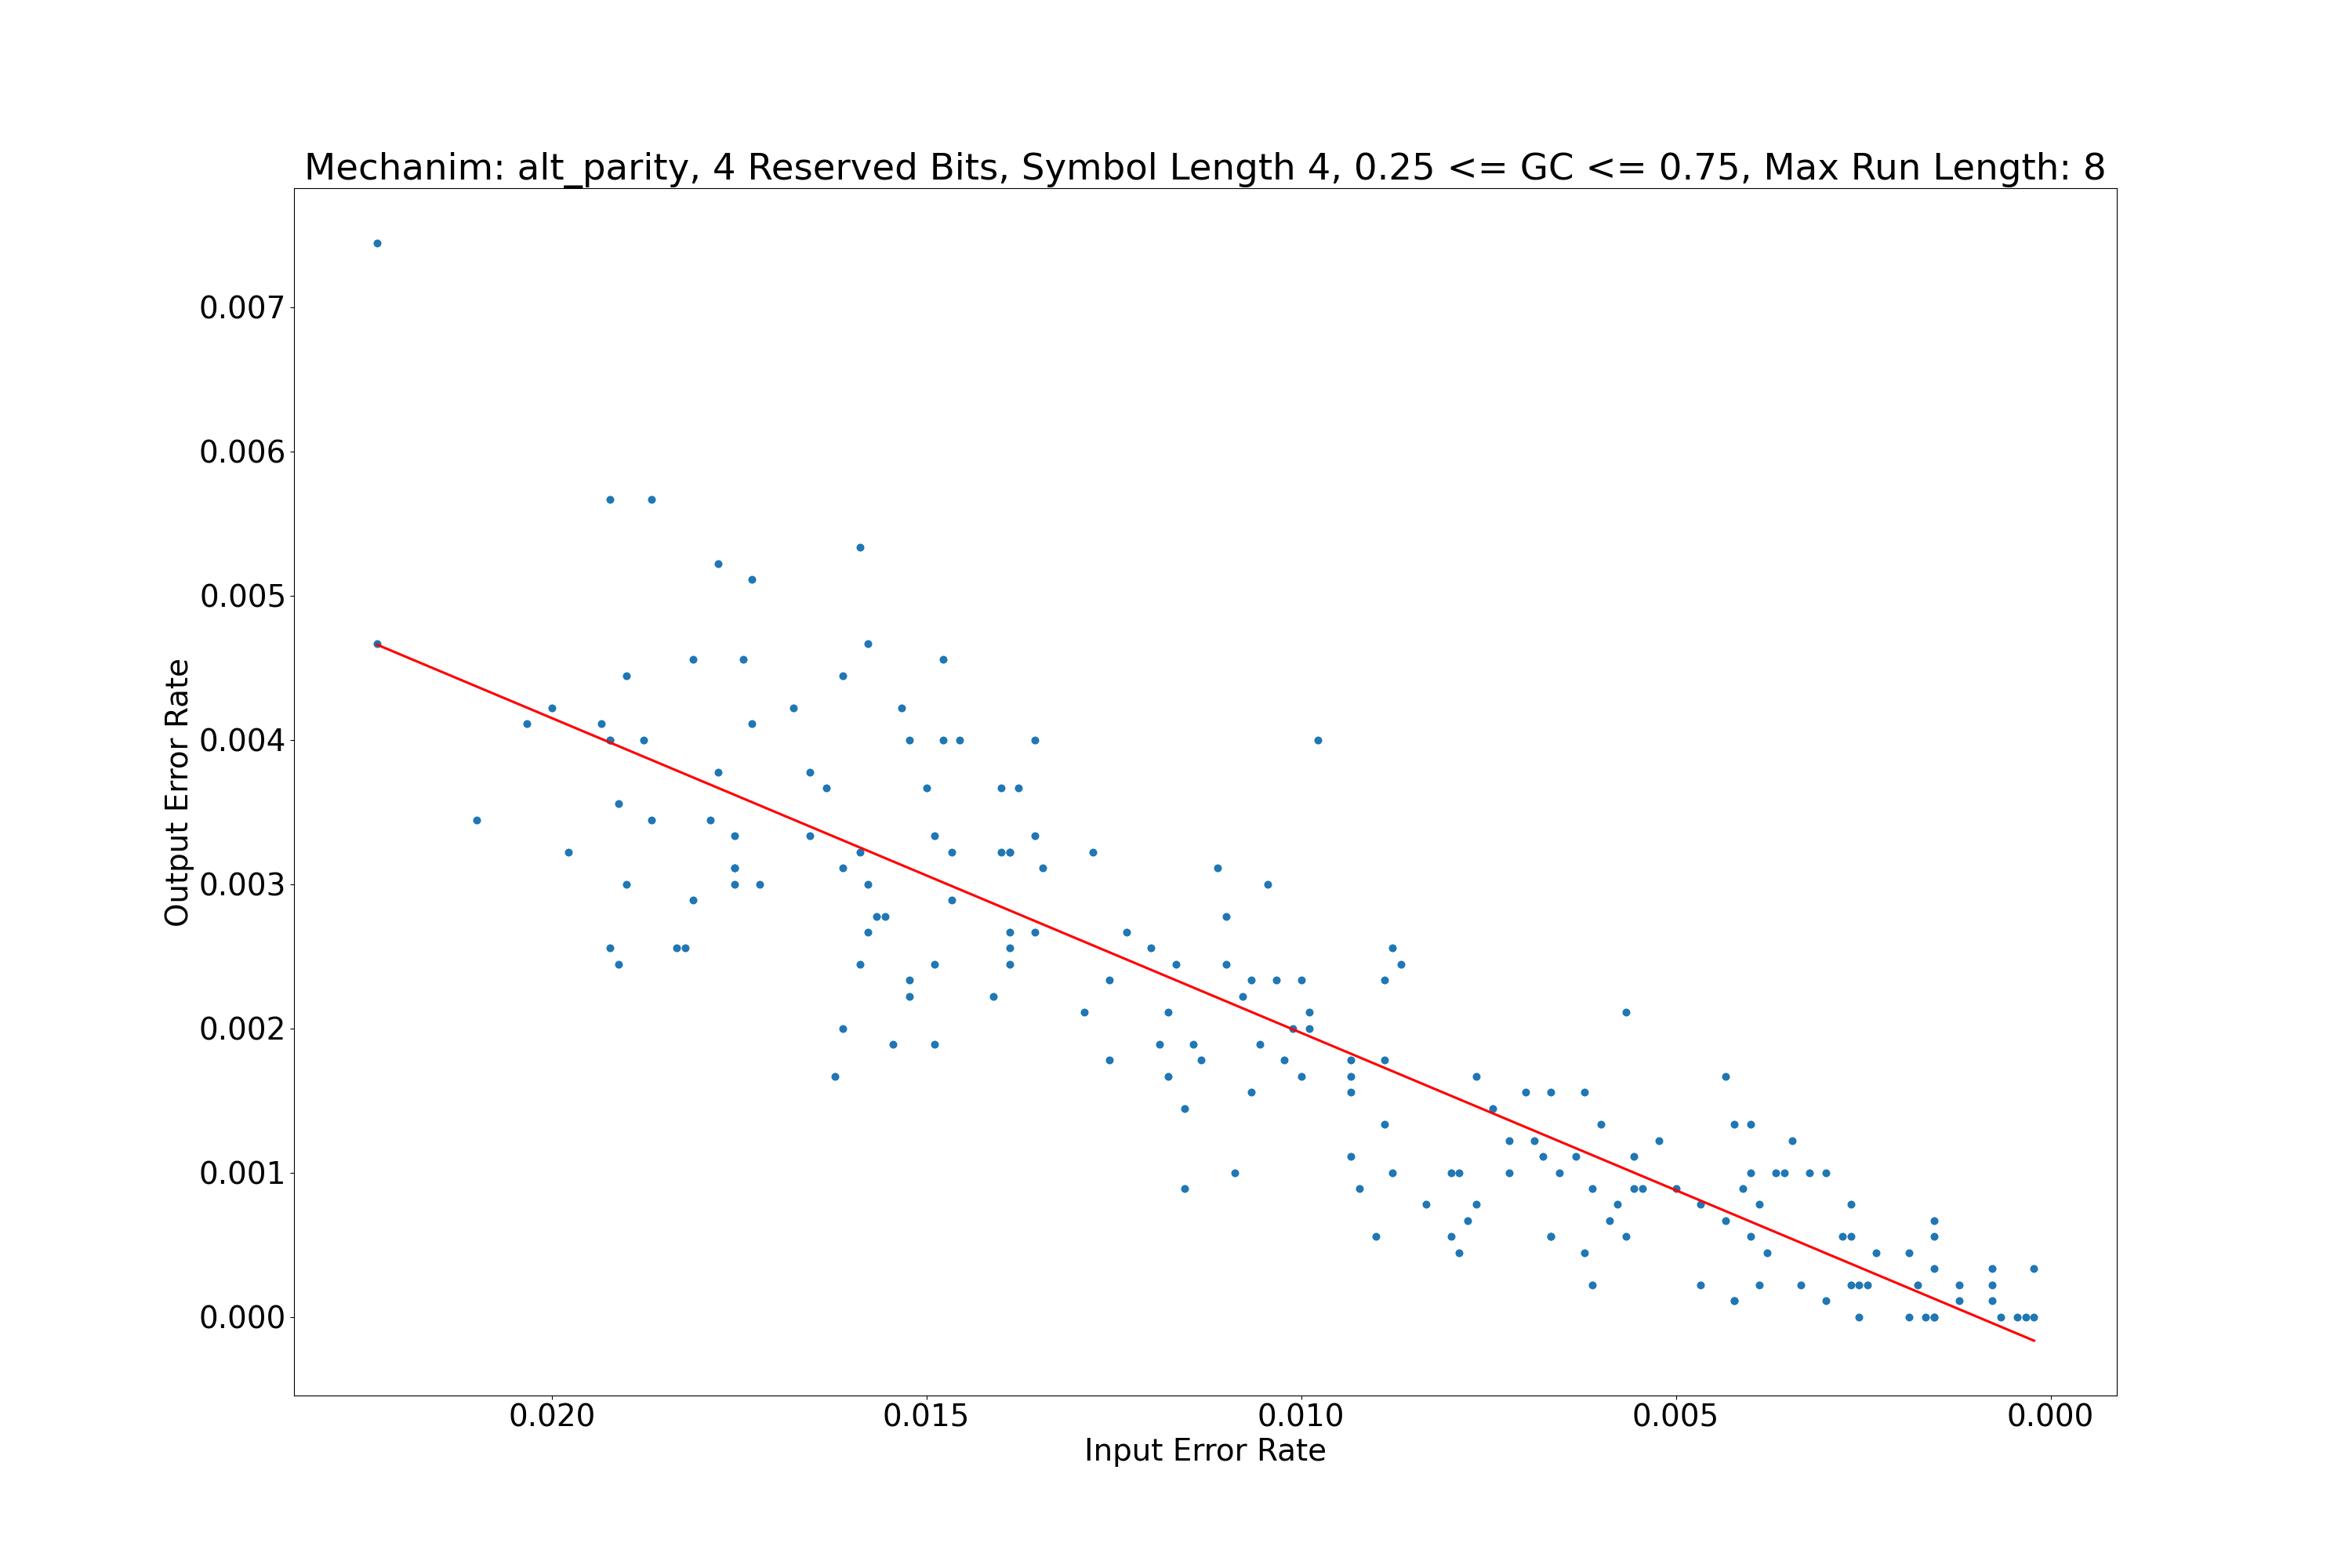 Mechanim: alt_parity, 4 Reserved Bits, Symbol Length 4, 0.25 <= GC <= 0.75, Max Run Length: 8
0.007
0.006
0.005
0.004
0.003
0.002
0.001
0.000
Output Error Rate
0.020 0.015 0.010 0.005 0.000
Input Error Rate